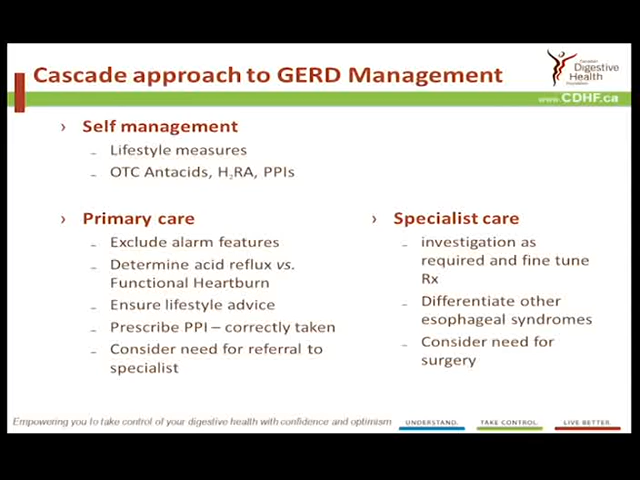 Cascade approach to GERD Management
Canadian
Digestive
Health
Foundation
www.CDHF.ca
› Self management
– Lifestyle measures
– OTC Antacids, H₂RA, PPIs
› Primary care
– Exclude alarm features
– Determine acid reflux vs.
Functional Heartburn
– Ensure lifestyle advice
– Prescribe PPI – correctly taken
– Consider need for referral to
specialist
› Specialist care
– investigation as
required and fine tune
Rx
– Differentiate other
esophageal syndromes
– Consider need for
surgery
Empowering you to take control of your digestive health with confidence and optimism
UNDERSTAND. TAKE CONTROL. LIVE BETTER.